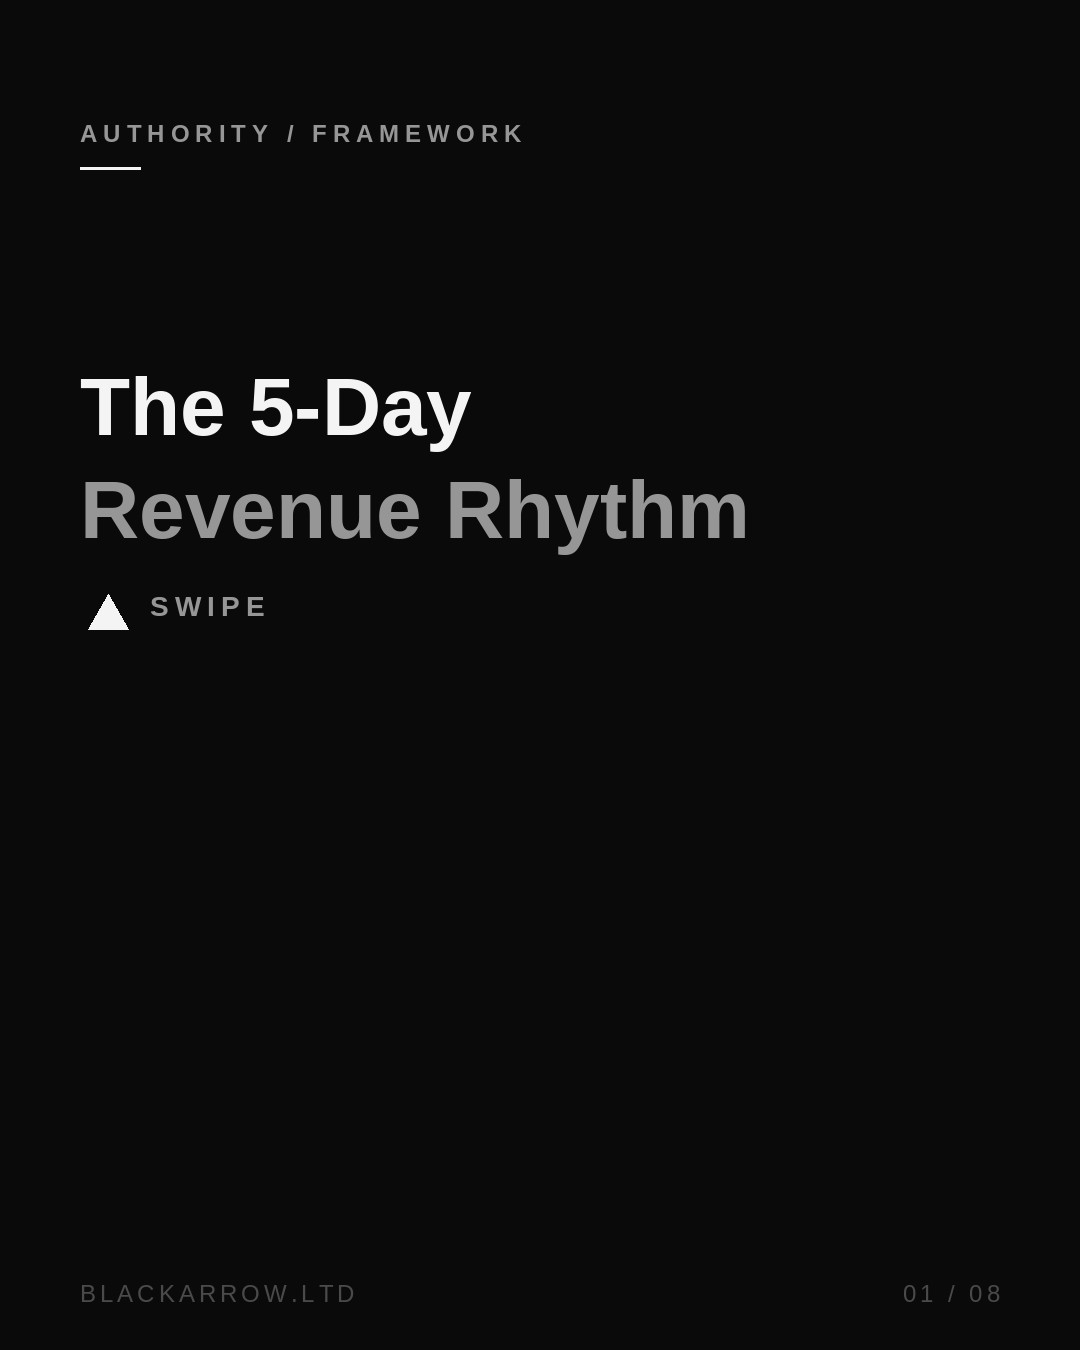 AUTHORITY / FRAMEWORK
The 5-Day
Revenue Rhythm
SWIPE
BLACKARROW.LTD
01 / 08